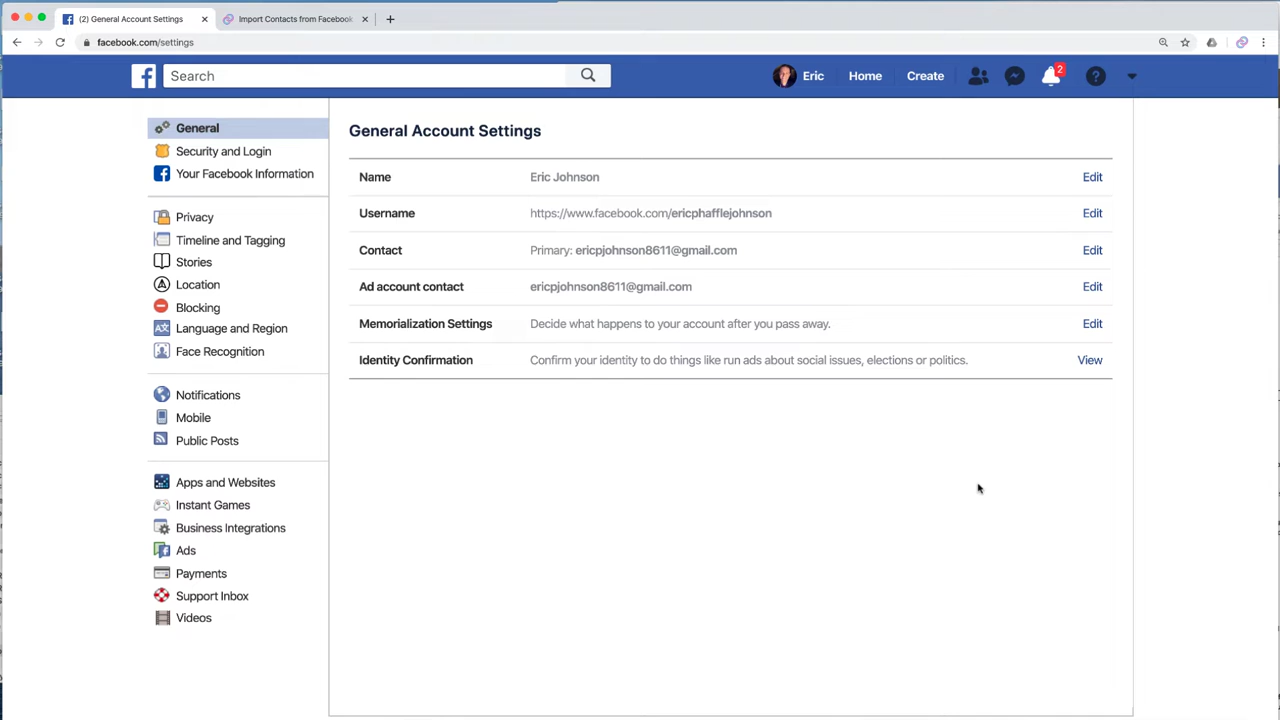 (2) General Account Settings
Import Contacts from Facebook
facebook.com/settings
Search
Eric
Home
Create
2
General
Security and Login
Your Facebook Information
Privacy
Timeline and Tagging
Stories
Location
Blocking
Language and Region
Face Recognition
Notifications
Mobile
Public Posts
Apps and Websites
Instant Games
Business Integrations
Ads
Payments
Support Inbox
Videos
General Account Settings
Name Eric Johnson Edit
Username https://www.facebook.com/ericphafflejohnson Edit
Contact Primary: ericpjohnson8611@gmail.com Edit
Ad account contact ericpjohnson8611@gmail.com Edit
Memorialization Settings Decide what happens to your account after you pass away. Edit
Identity Confirmation Confirm your identity to do things like run ads about social issues, elections or politics. View